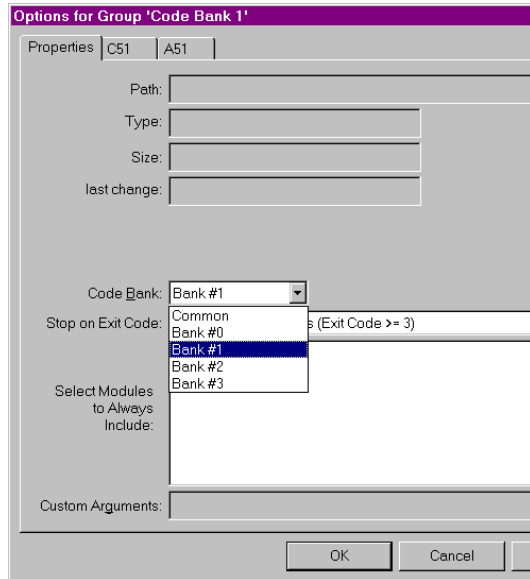 Options for Group 'Code Bank 1'
Properties C51 A51
Path:
Type:
Size:
last change:
Code Bank: Bank #1
Common
Stop on Exit Code: Bank #0 s (Exit Code >= 3)
Bank #1
Bank #2
Bank #3
Select Modules
to Always
Include:
Custom Arguments:
OK Cancel